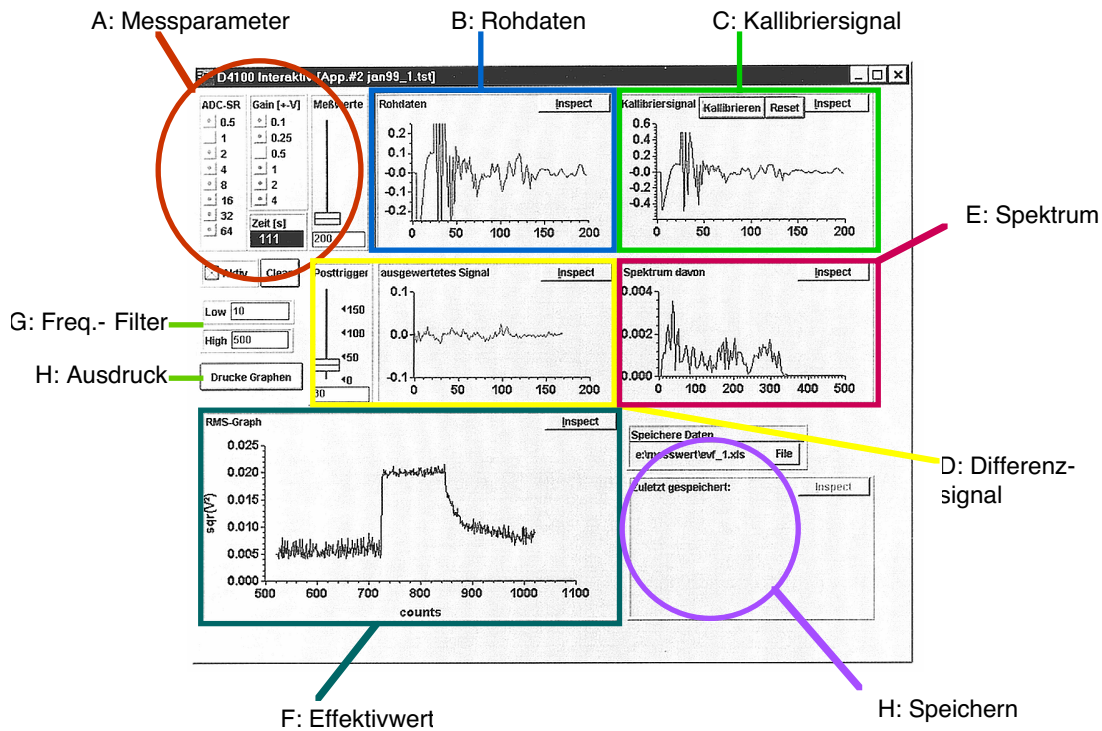 A: Messparameter
B: Rohdaten
C: Kallibriersignal
D4100 Interaktiv [App.#2 jan99_1.tst]
ADC-SR
0.5
1
2
4
8
16
32
64
Gain [+-V]
0.1
0.25
0.5
1
2
4
Zeit [s]
111
Meßwerte
200
Rohdaten
Inspect
0.2
0.1
-0.0
-0.1
-0.2
0 50 100 150 200
Kallibriersignal
Kallibrieren
Reset
Inspect
0.6
0.4
0.2
-0.0
-0.2
-0.4
0 50 100 150 200
E: Spektrum
Aktiv
Clear
G: Freq.- Filter
Low 10
High 500
H: Ausdruck
Drucke Graphen
Posttrigger
<150
<100
<50
<0
30
ausgewertetes Signal
Inspect
0.1
0.0
-0.1
0 50 100 150 200
Spektrum davon
Inspect
0.004
0.002
0.000
0 100 200 300 400 500
RMS-Graph
Inspect
0.025
0.020
0.015
0.010
0.005
0.000
sqr(V²)
500 600 700 800 900 1000 1100
counts
Speichere Daten
e:\messwert\evf_1.xls
File
Zuletzt gespeichert:
Inspect
D: Differenz-
signal
F: Effektivwert
H: Speichern